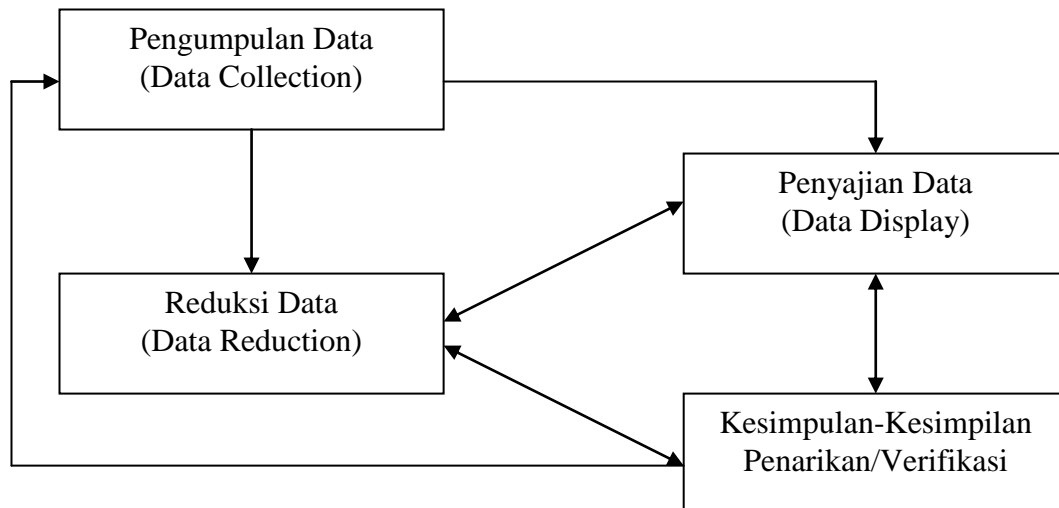 Pengumpulan Data
(Data Collection)
Penyajian Data
(Data Display)
Reduksi Data
(Data Reduction)
Kesimpulan-Kesimpilan
Penarikan/Verifikasi